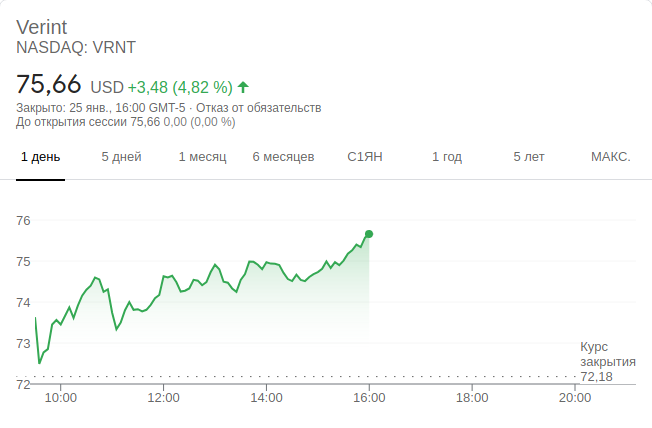 Verint
NASDAQ: VRNT
75,66 USD +3,48 (4,82 %)
Закрыто: 25 янв., 16:00 GMT-5 · Отказ от обязательств
До открытия сессии 75,66 0,00 (0,00 %)
1 день 5 дней 1 месяц 6 месяцев С1ЯН 1 год 5 лет МАКС.
76
75
74
73
Курс
закрытия
72,18
72
10:00 12:00 14:00 16:00 18:00 20:00